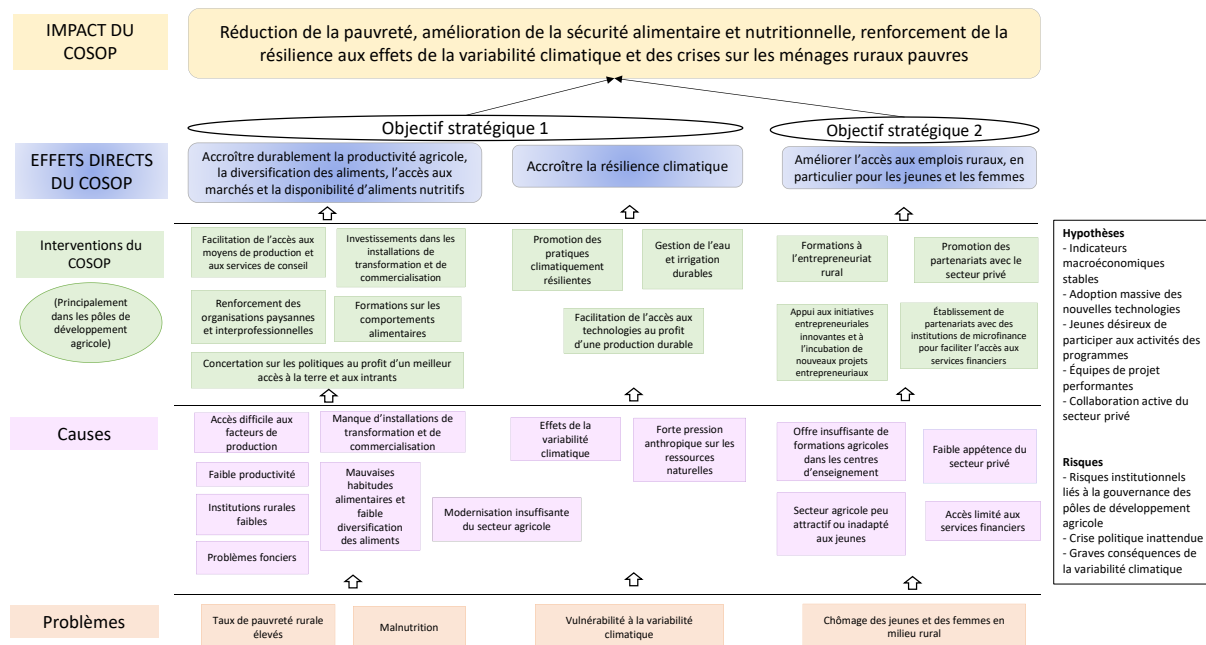 IMPACT DU
COSOP
Réduction de la pauvreté, amélioration de la sécurité alimentaire et nutritionnelle, renforcement de la
résilience aux effets de la variabilité climatique et des crises sur les ménages ruraux pauvres
Objectif stratégique 1
Objectif stratégique 2
EFFETS DIRECTS
DU COSOP
Accroître durablement la productivité agricole,
la diversification des aliments, l’accès aux
marchés et la disponibilité d’aliments nutritifs
Accroître la résilience climatique
Améliorer l’accès aux emplois ruraux, en
particulier pour les jeunes et les femmes
Interventions du
COSOP
(Principalement
dans les pôles de
développement
agricole)
Facilitation de l’accès aux
moyens de production et
aux services de conseil
Investissements dans les
installations de
transformation et de
commercialisation
Renforcement des
organisations paysannes
et interprofessionnelles
Formations sur les
comportements
alimentaires
Concertation sur les politiques au profit d’un meilleur
accès à la terre et aux intrants
Promotion des
pratiques
climatiquement
résilientes
Gestion de l’eau
et irrigation
durables
Facilitation de l’accès aux
technologies au profit
d’une production durable
Formations à
l’entrepreneuriat
rural
Promotion des
partenariats avec le
secteur privé
Appui aux initiatives
entrepreneuriales
innovantes et à
l’incubation de
nouveaux projets
entrepreneuriaux
Établissement de
partenariats avec des
institutions de microfinance
pour faciliter l’accès aux
services financiers
Causes
Accès difficile aux
facteurs de
production
Manque d’installations de
transformation et de
commercialisation
Faible productivité
Institutions rurales
faibles
Problèmes fonciers
Mauvaises
habitudes
alimentaires et
faible
diversification
des aliments
Modernisation insuffisante
du secteur agricole
Effets de la
variabilité
climatique
Forte pression
anthropique sur les
ressources
naturelles
Offre insuffisante de
formations agricoles
dans les centres
d’enseignement
Faible appétence du
secteur privé
Secteur agricole peu
attractif ou inadapté
aux jeunes
Accès limité aux
services financiers
Problèmes
Taux de pauvreté rurale
élevés
Malnutrition
Vulnérabilité à la variabilité
climatique
Chômage des jeunes et des femmes en
milieu rural
Hypothèses
- Indicateurs
macroéconomiques
stables
- Adoption massive des
nouvelles technologies
- Jeunes désireux de
participer aux activités des
programmes
- Équipes de projet
performantes
- Collaboration active du
secteur privé
Risques
- Risques institutionnels
liés à la gouvernance des
pôles de développement
agricole
- Crise politique inattendue
- Graves conséquences de
la variabilité climatique